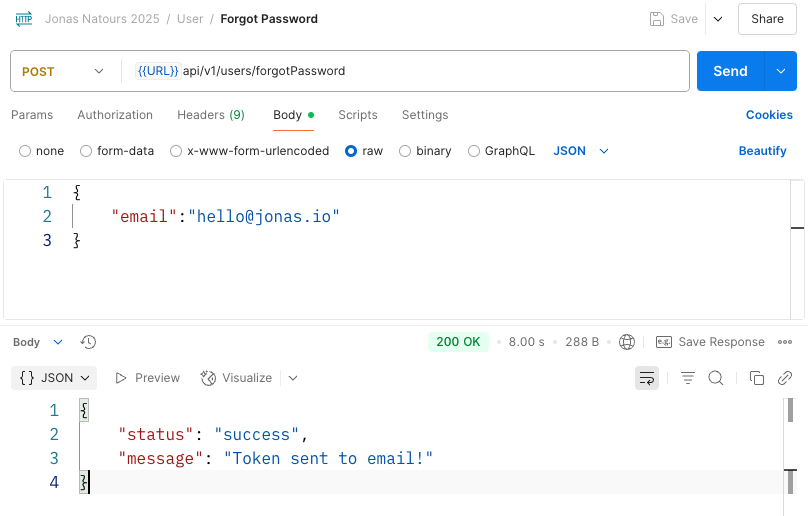 HTTP Jonas Natours 2025 / User / Forgot Password Save Share
POST {{URL}} api/v1/users/forgotPassword Send
Params Authorization Headers (9) Body Scripts Settings Cookies
none form-data x-www-form-urlencoded raw binary GraphQL JSON Beautify
1 {
2 "email":"hello@jonas.io"
3 }
Body 200 OK 8.00 s 288 B e.g. Save Response
{} JSON Preview Visualize
1 {
2 "status": "success",
3 "message": "Token sent to email!"
4 }